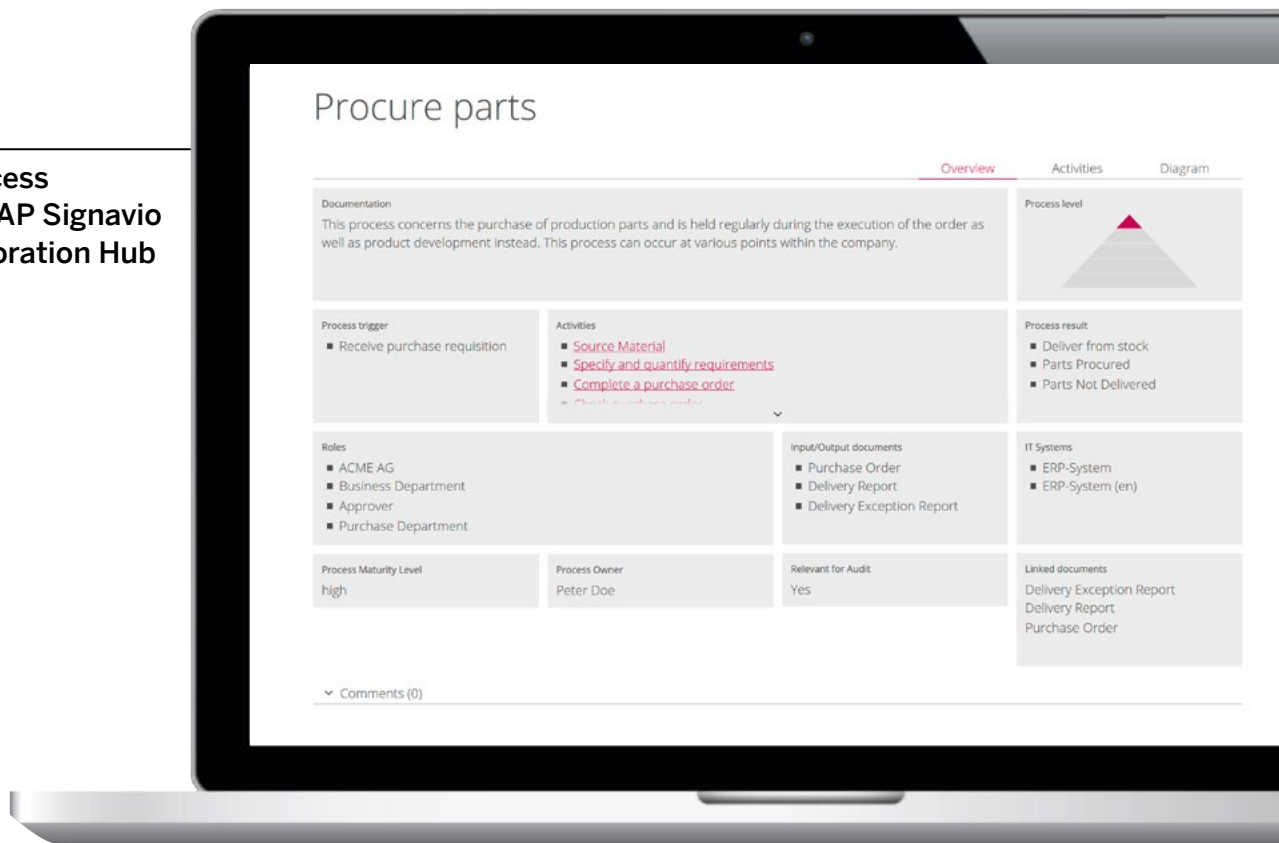 cess
AP Signavio
oration Hub
Procure parts
Overview Activities Diagram
Documentation
This process concerns the purchase of production parts and is held regularly during the execution of the order as
well as product development instead. This process can occur at various points within the company.
Process level
Process trigger
■ Receive purchase requisition
Activities
■ Source Material
■ Specify and quantify requirements
■ Complete a purchase order
■ Check purchase order
Process result
■ Deliver from stock
■ Parts Procured
■ Parts Not Delivered
Roles
■ ACME AG
■ Business Department
■ Approver
■ Purchase Department
Input/Output documents
■ Purchase Order
■ Delivery Report
■ Delivery Exception Report
IT Systems
■ ERP-System
■ ERP-System (en)
Process Maturity Level
high
Process Owner
Peter Doe
Relevant for Audit
Yes
Linked documents
Delivery Exception Report
Delivery Report
Purchase Order
Comments (0)